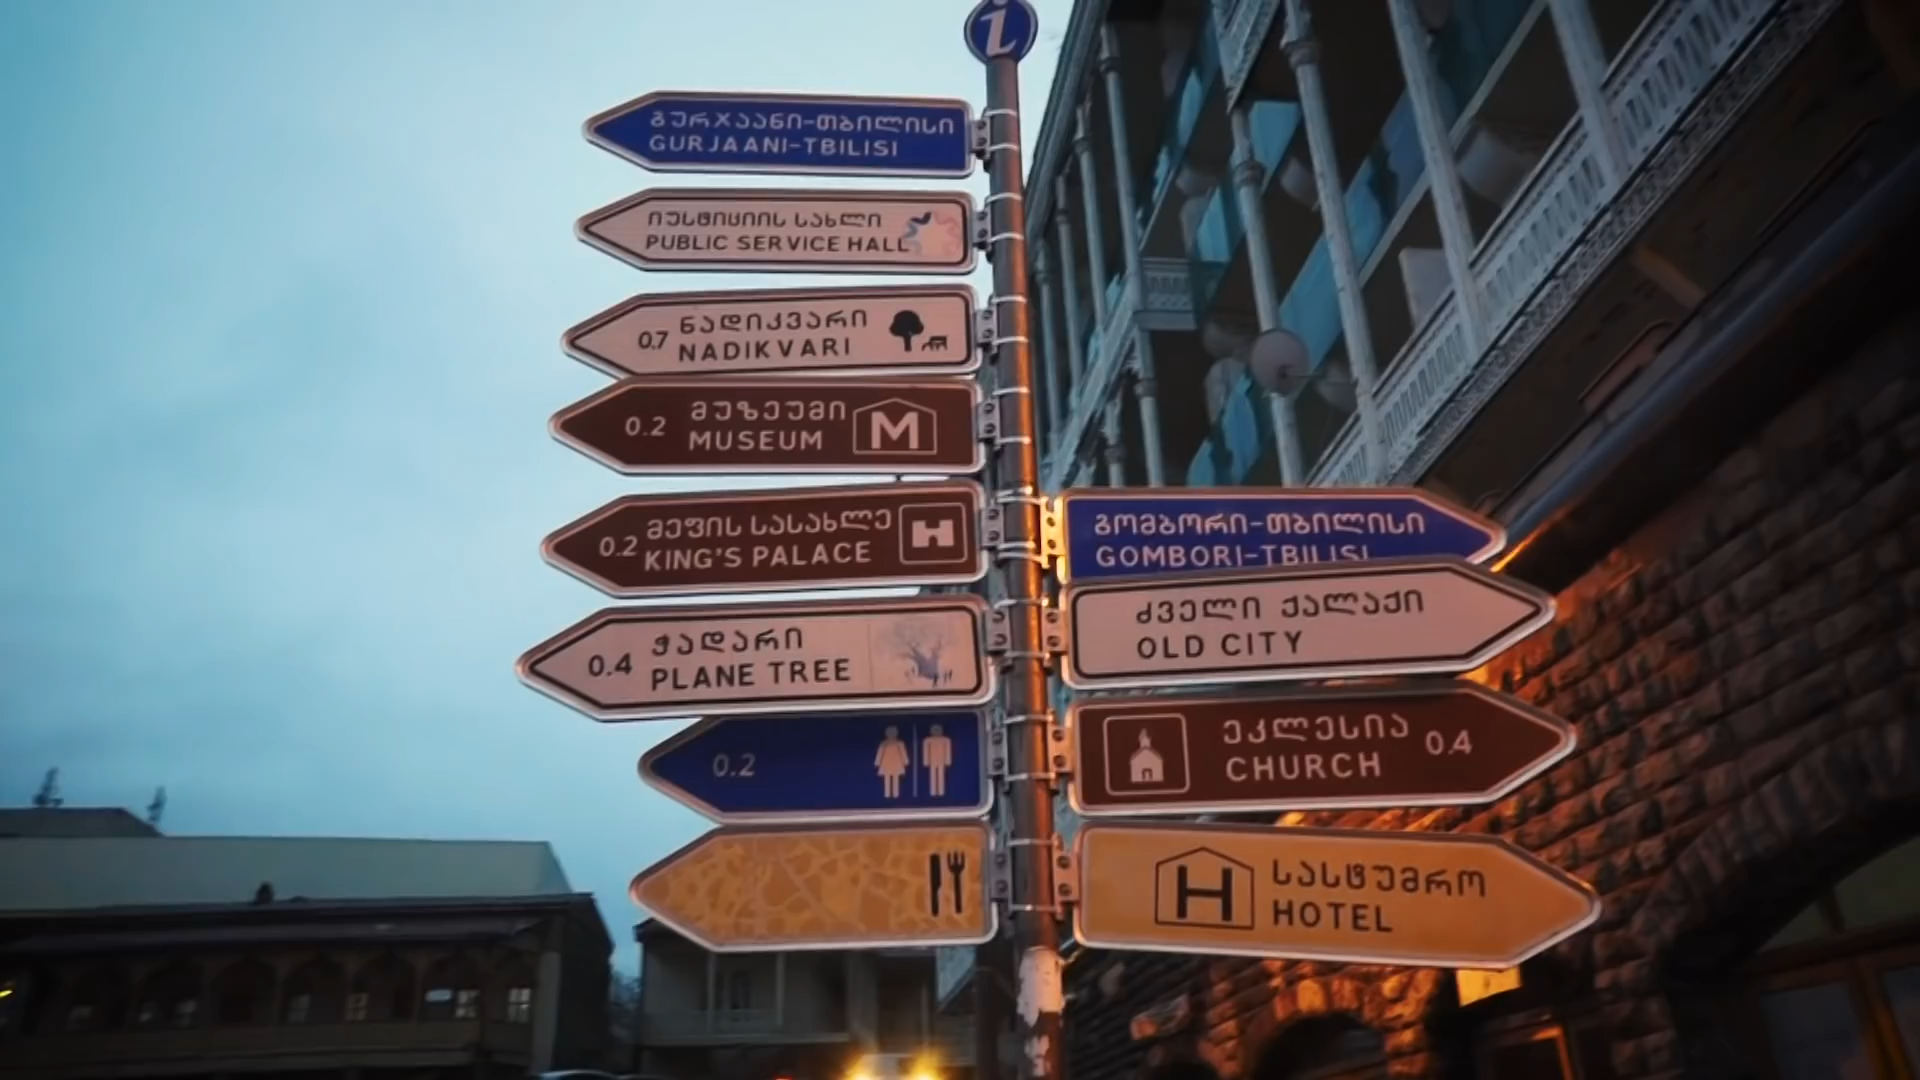 i
ᲒᲣᲠᲯᲐᲐᲜᲘ-ᲗᲑᲘᲚᲘᲡᲘ
GURJAANI-TBILISI
ᲘᲣᲡᲢᲘᲪᲘᲘᲡ ᲡᲐᲮᲚᲘ
PUBLIC SERVICE HALL
0.7 ᲜᲐᲓᲘᲙᲕᲐᲠᲘ
NADIKVARI
0.2 ᲛᲣᲖᲔᲣᲛᲘ
MUSEUM
M
0.2 ᲛᲔᲤᲘᲡ ᲡᲐᲡᲐᲮᲚᲔ
KING'S PALACE
0.4 ᲭᲐᲓᲐᲠᲘ
PLANE TREE
0.2
ᲒᲝᲛᲑᲝᲠᲘ-ᲗᲑᲘᲚᲘᲡᲘ
GOMBORI-TBILISI
ᲫᲕᲔᲚᲘ ᲥᲐᲚᲐᲥᲘ
OLD CITY
ᲔᲙᲚᲔᲡᲘᲐ 0.4
CHURCH
H
ᲡᲐᲡᲢᲣᲛᲠᲝ
HOTEL